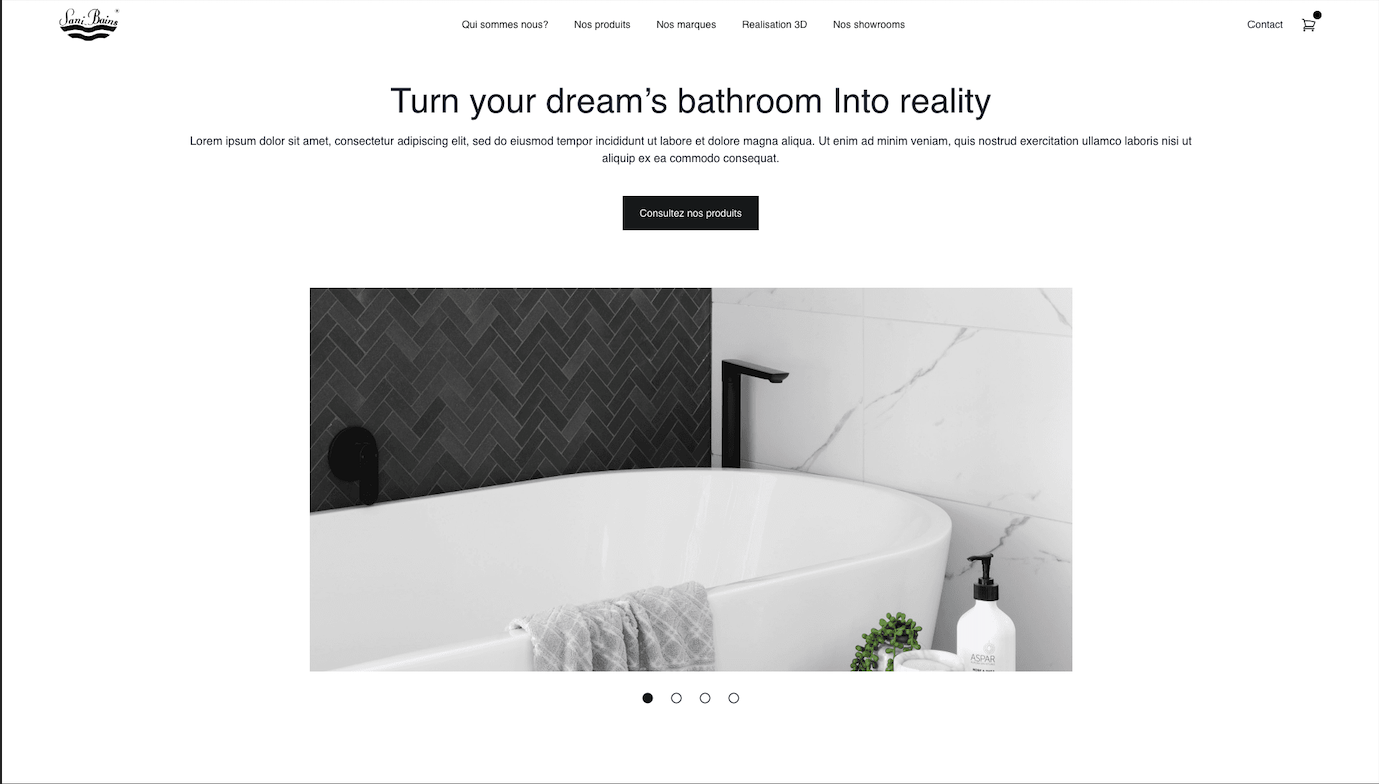 Sani Bains ®
Qui sommes nous?
Nos produits
Nos marques
Realisation 3D
Nos showrooms
Contact
Turn your dream’s bathroom Into reality
Lorem ipsum dolor sit amet, consectetur adipiscing elit, sed do eiusmod tempor incididunt ut labore et dolore magna aliqua. Ut enim ad minim veniam, quis nostrud exercitation ullamco laboris nisi ut
aliquip ex ea commodo consequat.
Consultez nos produits
ASPAR